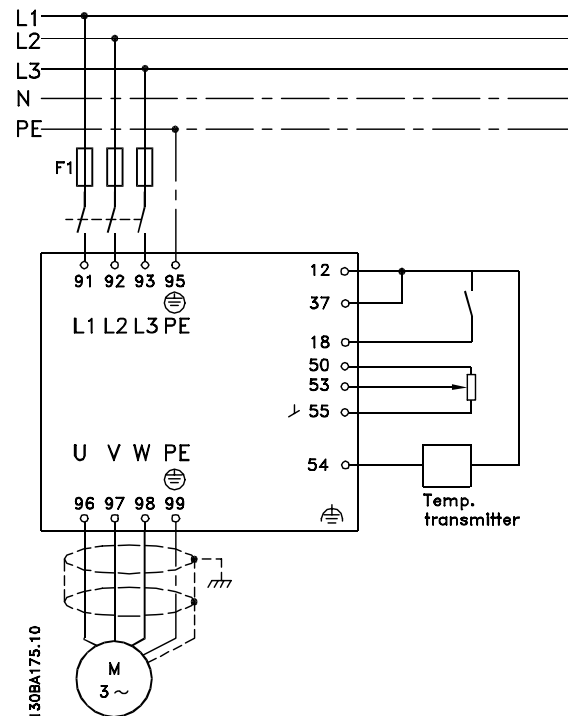 L1
L2
L3
N
PE
F1
91 92 93 95
L1 L2 L3 PE
12
37
18
50
53
55
54
Temp.
transmitter
U V W PE
96 97 98 99
M
3 ~
130BA175.10